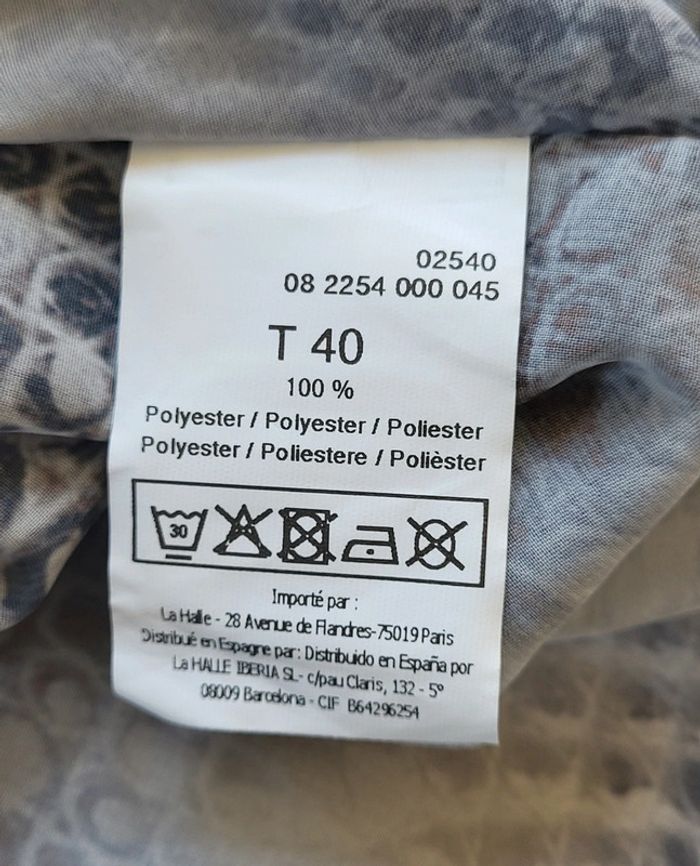 02540
08 2254 000 045
T 40
100 %
Polyester / Polyester / Poliester
Polyester / Poliestere / Polièster
30
Importé par :
La Halle - 28 Avenue de Flandres-75019 Paris
Distribué en Espagne par: Distribuido en España por
La HALLE IBERIA SL- c/pau Claris, 132 - 5º
08009 Barcelona - CIF B64296254